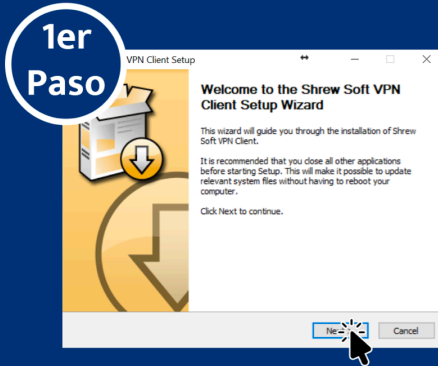 1er
Paso
VPN Client Setup
Welcome to the Shrew Soft VPN
Client Setup Wizard
This wizard will guide you through the installation of Shrew
Soft VPN Client.
It is recommended that you close all other applications
before starting Setup. This will make it possible to update
relevant system files without having to reboot your
computer.
Click Next to continue.
Cancel